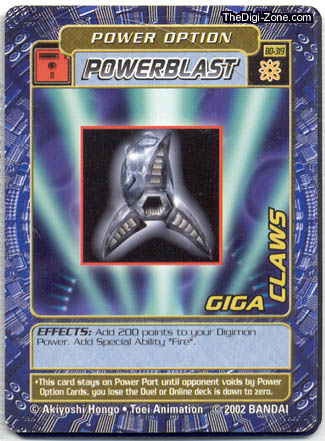 TheDigi-Zone.com
POWER OPTION
0
POWERBLAST
BO-319
GIGA CLAWS
EFFECTS: Add 200 points to your Digimon
Power. Add Special Ability "Fire".
•This card stays on Power Port until opponent voids by Power
Option Cards, you lose the Duel or Online deck is down to zero.
© Akiyoshi Hongo • Toei Animation © 2002 BANDAI